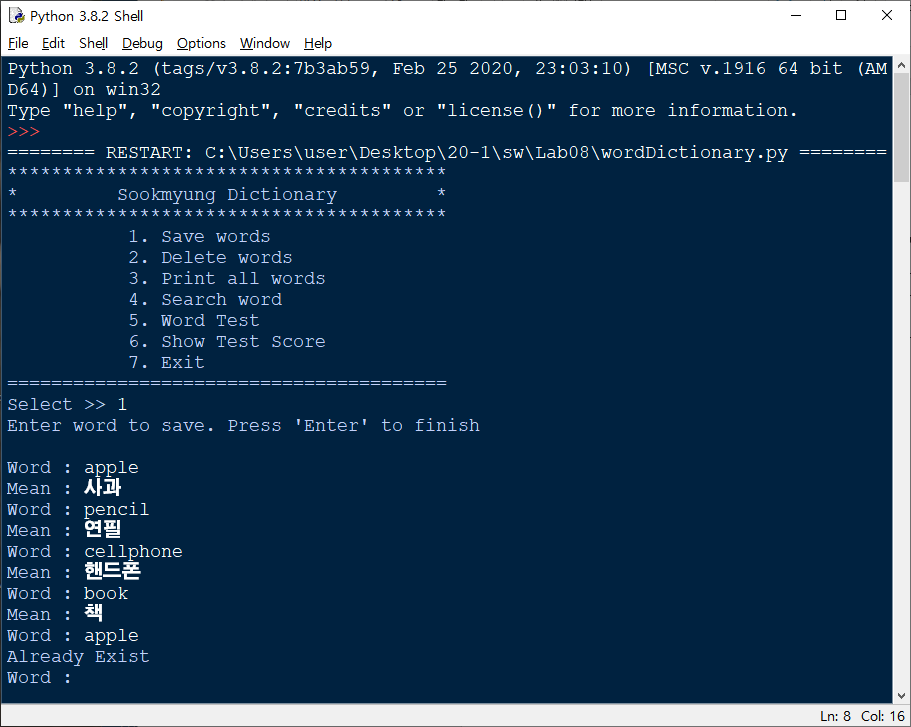 Python 3.8.2 Shell
File Edit Shell Debug Options Window Help
Python 3.8.2 (tags/v3.8.2:7b3ab59, Feb 25 2020, 23:03:10) [MSC v.1916 64 bit (AM
D64)] on win32
Type "help", "copyright", "credits" or "license()" for more information.
>>>
======== RESTART: C:\Users\user\Desktop\20-1\sw\Lab08\wordDictionary.py ========
****************************************
* Sookmyung Dictionary *
****************************************
1. Save words
2. Delete words
3. Print all words
4. Search word
5. Word Test
6. Show Test Score
7. Exit
========================================
Select >> 1
Enter word to save. Press 'Enter' to finish
Word : apple
Mean : 사과
Word : pencil
Mean : 연필
Word : cellphone
Mean : 핸드폰
Word : book
Mean : 책
Word : apple
Already Exist
Word :
Ln: 8 Col: 16